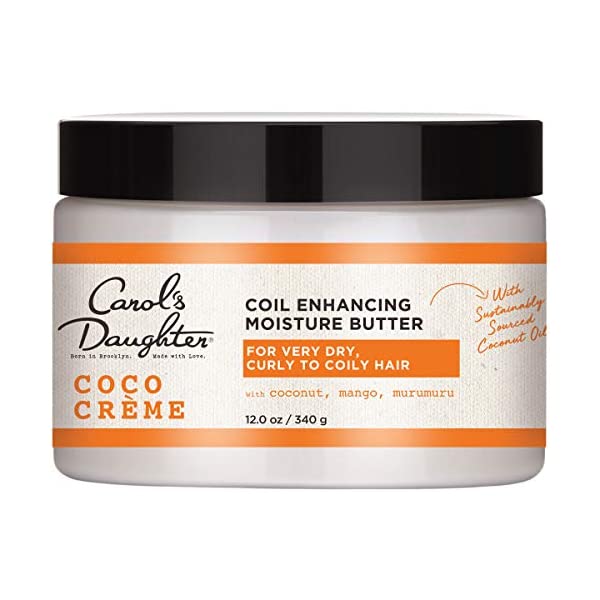 Carol's
Daughter®
Born in Brooklyn. Made with Love.
COCO
CRÈME
COIL ENHANCING
MOISTURE BUTTER
FOR VERY DRY,
CURLY TO COILY HAIR
with coconut, mango, murumuru
12.0 oz / 340 g
With
Sustainably
Sourced
Coconut Oil